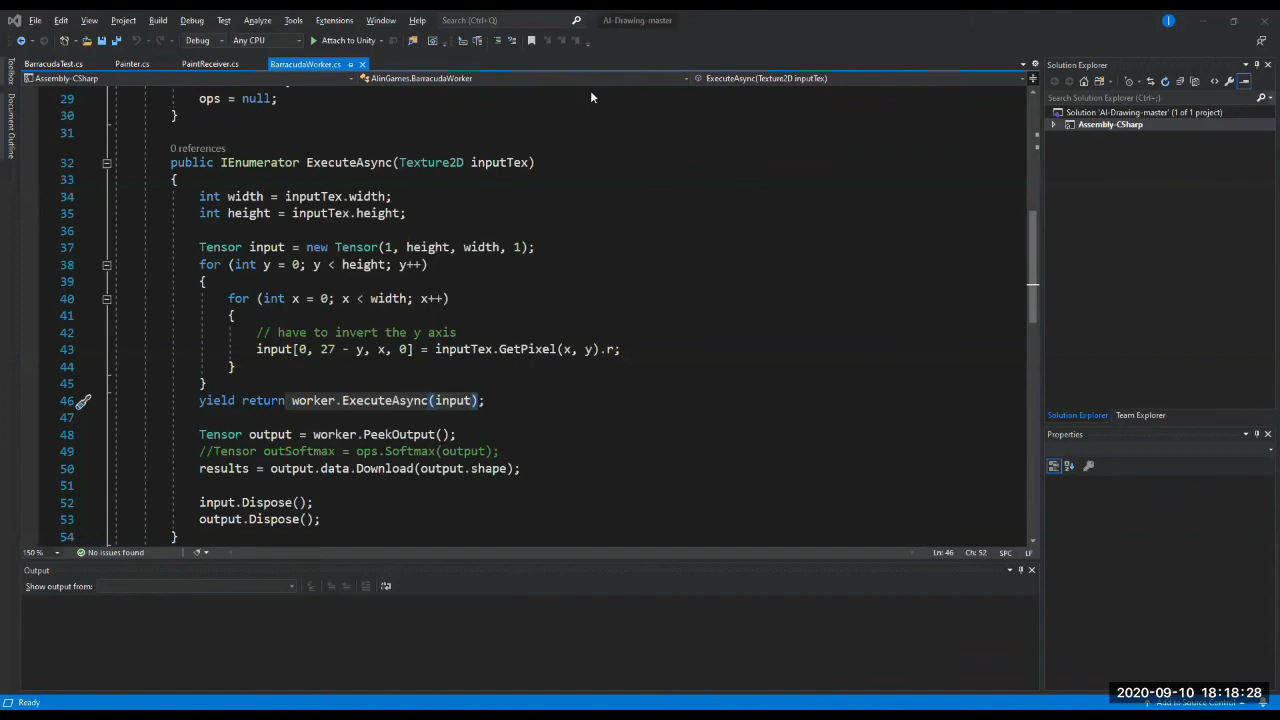 File Edit View Project Build Debug Test Analyze Tools Extensions Window Help Search (Ctrl+Q) AI-Drawing-master I
Debug Any CPU Attach to Unity
BarracudaTest.cs Painter.cs PaintReceiver.cs BarracudaWorker.cs
Solution Explorer
Document Outline
Assembly-CSharp AlinGames.BarracudaWorker ExecuteAsync(Texture2D inputTex)
Search Solution Explorer (Ctrl+;)
Solution 'AI-Drawing-master' (1 of 1 project)
Assembly-CSharp
29 ops = null;
30 }
31
0 references
32 public IEnumerator ExecuteAsync(Texture2D inputTex)
33 {
34 int width = inputTex.width;
35 int height = inputTex.height;
36
37 Tensor input = new Tensor(1, height, width, 1);
38 for (int y = 0; y < height; y++)
39 {
40 for (int x = 0; x < width; x++)
41 {
42 // have to invert the y axis
43 input[0, 27 - y, x, 0] = inputTex.GetPixel(x, y).r;
44 }
45 }
46 yield return worker.ExecuteAsync(input);
47
48 Tensor output = worker.PeekOutput();
49 //Tensor outSoftmax = ops.Softmax(output);
50 results = output.data.Download(output.shape);
51
52 input.Dispose();
53 output.Dispose();
54 }
Solution Explorer Team Explorer
Properties
150 % No issues found Ln: 46 Ch: 52 SPC LF
Output
Show output from:
2020-09-10 18:18:28
Ready Add to Source Control